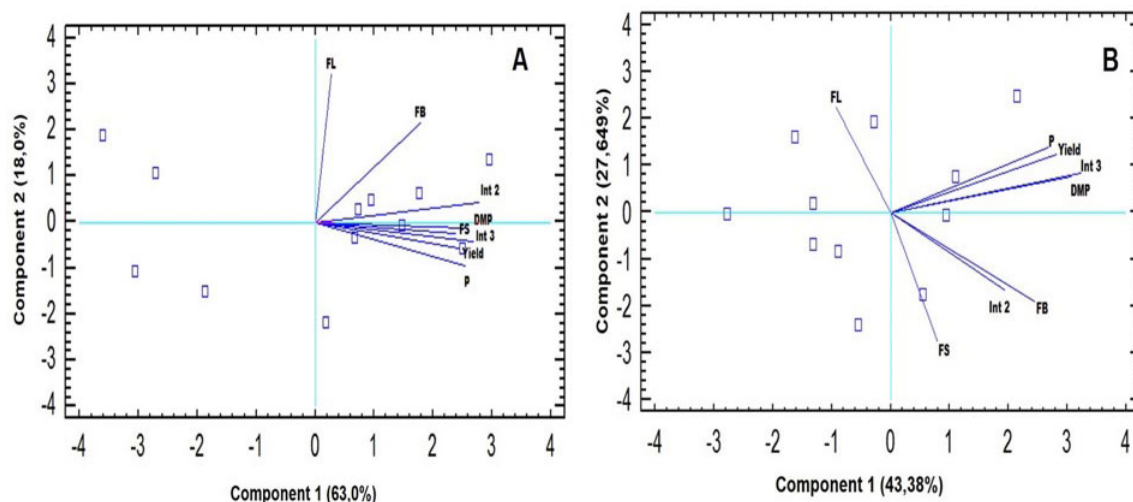 A
Component 2 (18,0%)
4
3
2
1
0
-1
-2
-3
-4
FL
FB
Int 2
DMP
FS
Int 3
Yield
P
-4 -3 -2 -1 0 1 2 3 4
Component 1 (63,0%)
B
Component 2 (27,649%)
4
3
2
1
0
-1
-2
-3
-4
FL
P
Yield
Int 3
DMP
Int 2
FB
FS
-4 -3 -2 -1 0 1 2 3 4
Component 1 (43,38%)